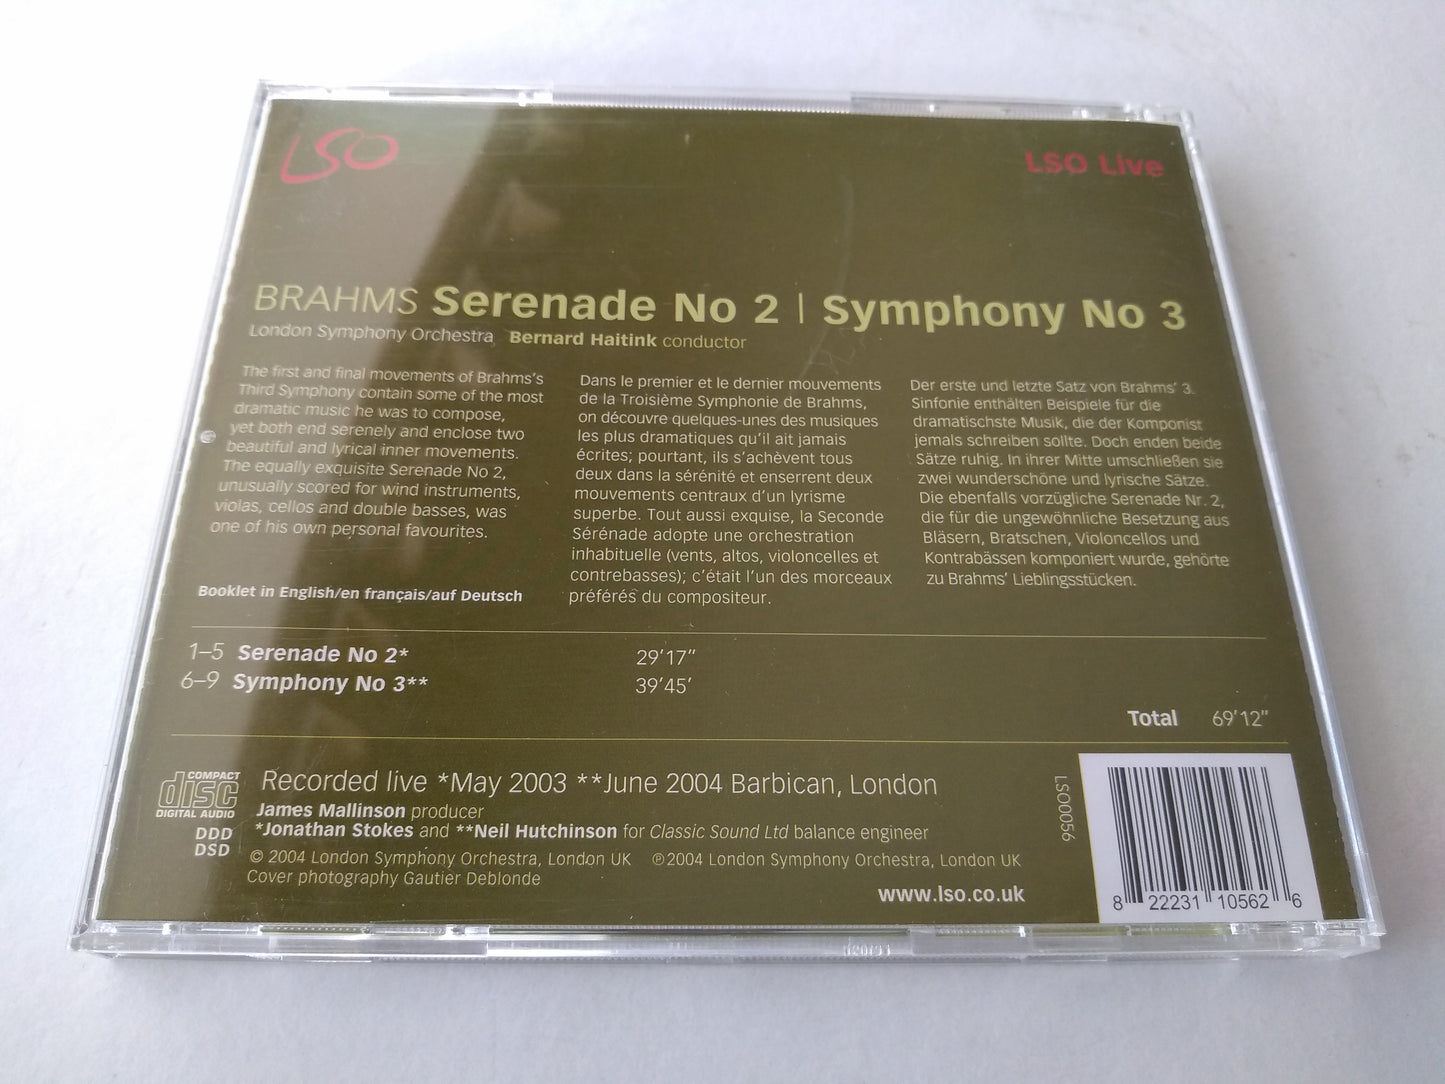 LSO
LSO Live
BRAHMS Serenade No 2 | Symphony No 3
London Symphony Orchestra Bernard Haitink conductor
The first and final movements of Brahms's
Third Symphony contain some of the most
dramatic music he was to compose,
yet both end serenely and enclose two
beautiful and lyrical inner movements.
The equally exquisite Serenade No 2,
unusually scored for wind instruments,
violas, cellos and double basses, was
one of his own personal favourites.
Booklet in English/en français/auf Deutsch
Dans le premier et le dernier mouvements
de la Troisième Symphonie de Brahms,
on découvre quelques-unes des musiques
les plus dramatiques qu'il ait jamais
écrites; pourtant, ils s'achèvent tous
deux dans la sérénité et enserrent deux
mouvements centraux d'un lyrisme
superbe. Tout aussi exquise, la Seconde
Sérénade adopte une orchestration
inhabituelle (vents, altos, violoncelles et
contrebasses); c'était l'un des morceaux
préférés du compositeur.
Der erste und letzte Satz von Brahms' 3.
Sinfonie enthälten Beispiele für die
dramatischste Musik, die der Komponist
jemals schreiben sollte. Doch enden beide
Sätze ruhig. In ihrer Mitte umschließen sie
zwei wunderschöne und lyrische Sätze.
Die ebenfalls vorzügliche Serenade Nr. 2,
die für die ungewöhnliche Besetzung aus
Bläsern, Bratschen, Violoncellos und
Kontrabässen komponiert wurde, gehörte
zu Brahms' Lieblingsstücken.
1–5 Serenade No 2* 29'17"
6–9 Symphony No 3** 39'45'
Total 69'12"
COMPACT
disc
DIGITAL AUDIO
DDD
DSD
Recorded live *May 2003 **June 2004 Barbican, London
James Mallinson producer
*Jonathan Stokes and **Neil Hutchinson for Classic Sound Ltd balance engineer
© 2004 London Symphony Orchestra, London UK ℗2004 London Symphony Orchestra, London UK
Cover photography Gautier Deblonde
www.lso.co.uk
LSO0056
8 22231 10562 6